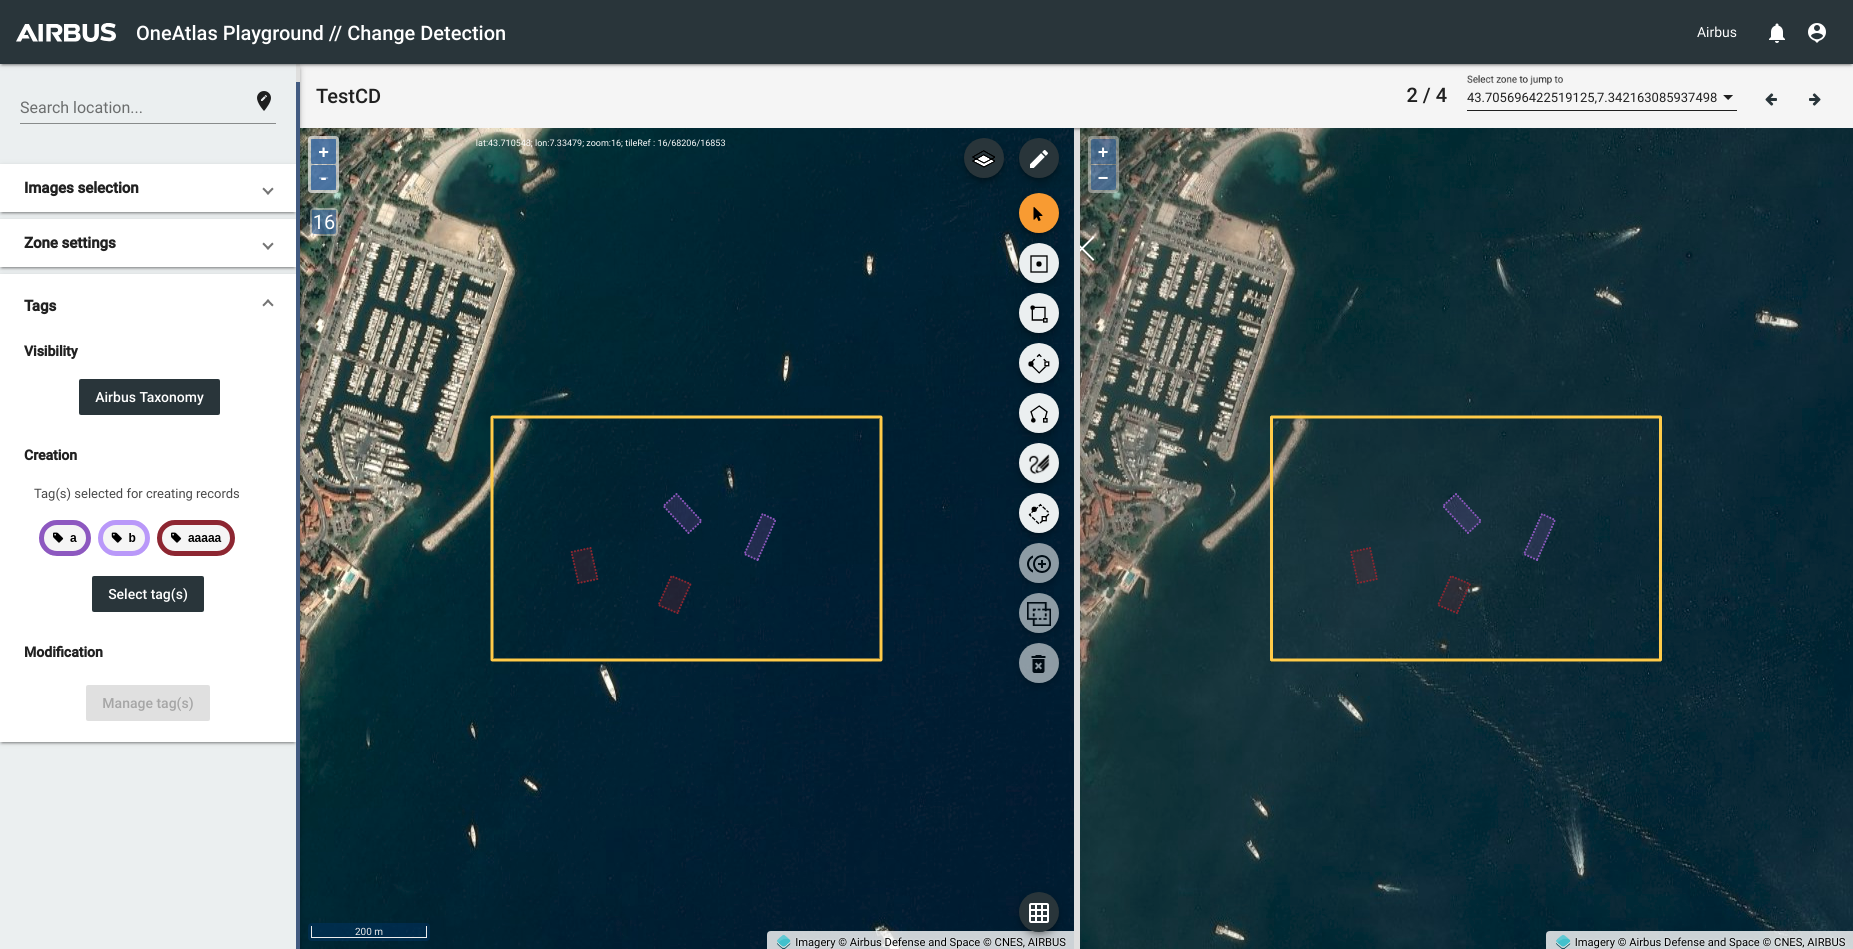 AIRBUS OneAtlas Playground // Change Detection Airbus
Search location...
TestCD
2 / 4
Select zone to jump to
43.705696422519125,7.342163085937498
Images selection
Zone settings
Tags
Visibility
Airbus Taxonomy
Creation
Tag(s) selected for creating records
a b aaaaa
Select tag(s)
Modification
Manage tag(s)
+
-
16
lon:7.33479; zoom:16; tileRef : 16/68206/16853
200 m
Imagery © Airbus Defense and Space © CNES, AIRBUS
+
−
Imagery © Airbus Defense and Space © CNES, AIRBUS